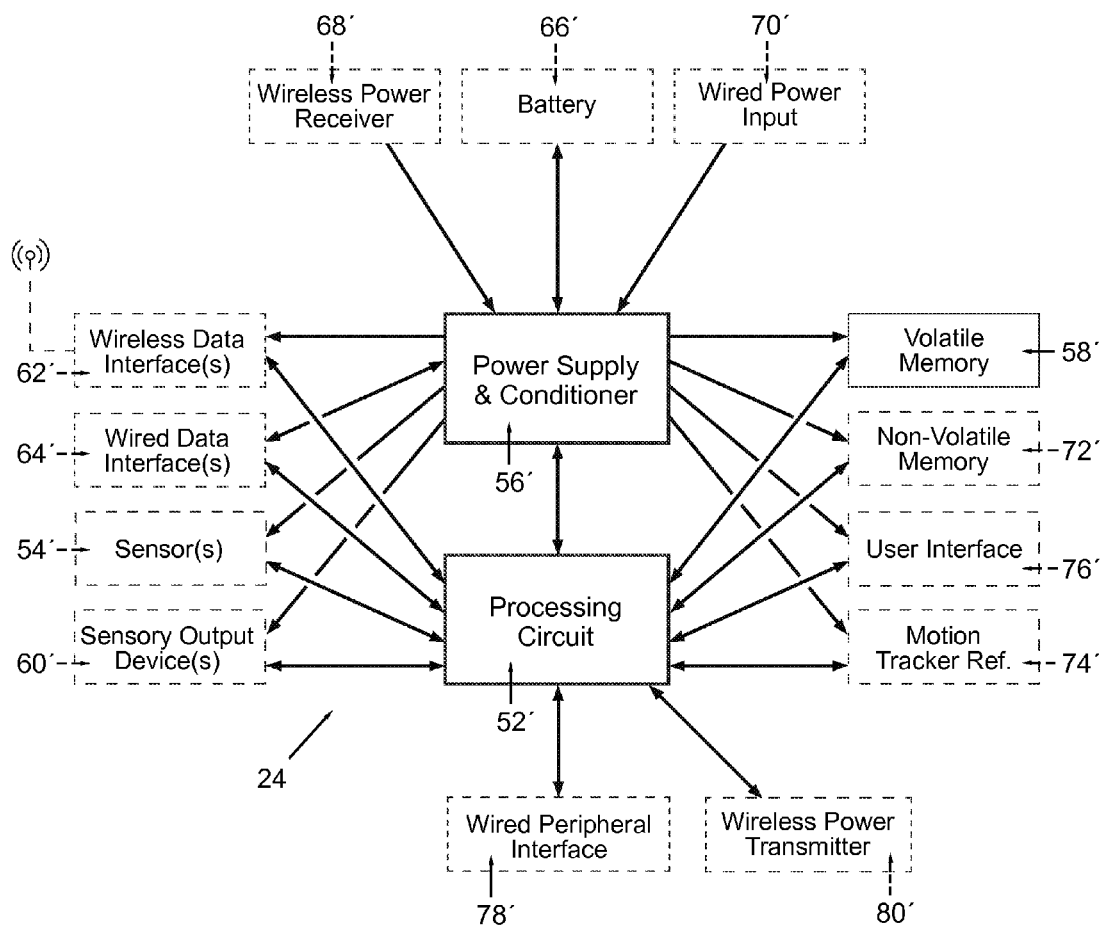 68´
66´
70´
Wireless Power
Receiver
Battery
Wired Power
Input
Wireless Data
Interface(s)
62´
Power Supply
& Conditioner
56´
Volatile
Memory
58´
Wired Data
Interface(s)
64´
Non-Volatile
Memory
72´
Sensor(s)
54´
User Interface
76´
Sensory Output
Device(s)
60´
Processing
Circuit
52´
Motion
Tracker Ref.
74´
24
Wired Peripheral
Interface
78´
Wireless Power
Transmitter
80´